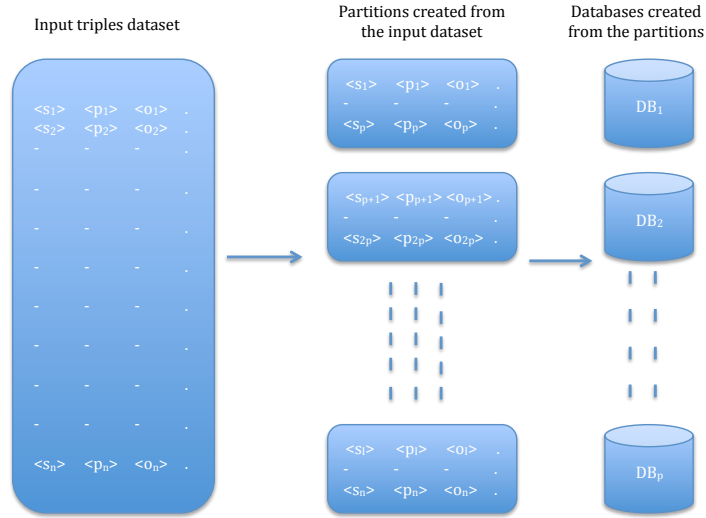 Input triples dataset
<s₁> <p₁> <o₁> .
<s₂> <p₂> <o₂> .
- - - .
- - - .
- - - .
- - - .
- - - .
- - - .
- - - .
- - - .
<sₙ> <pₙ> <oₙ> .
Partitions created from
the input dataset
<s₁> <p₁> <o₁> .
- - - .
<sₚ> <pₚ> <oₚ> .
<sₚ₊₁> <pₚ₊₁> <oₚ₊₁> .
- - - .
<s₂ₚ> <p₂ₚ> <o₂ₚ> .
<sₗ> <pₗ> <oₗ> .
- - - .
<sₙ> <pₙ> <oₙ> .
Databases created
from the partitions
DB₁
DB₂
DBₚ